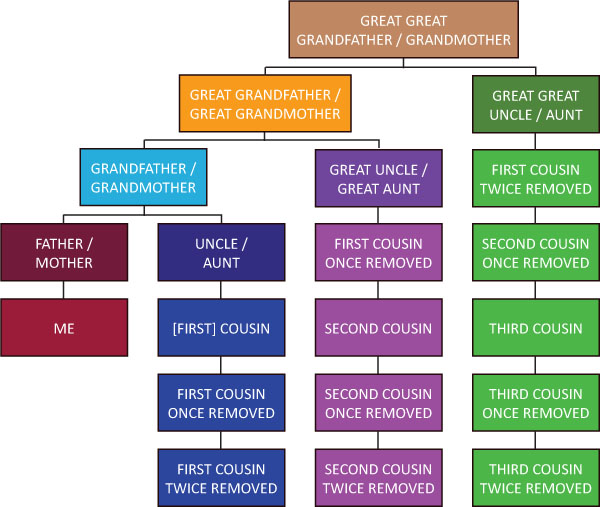 GREAT GREAT
GRANDFATHER / GRANDMOTHER
GREAT GRANDFATHER /
GREAT GRANDMOTHER
GREAT GREAT
UNCLE / AUNT
GRANDFATHER /
GRANDMOTHER
GREAT UNCLE /
GREAT AUNT
FIRST COUSIN
TWICE REMOVED
FATHER /
MOTHER
UNCLE /
AUNT
FIRST COUSIN
ONCE REMOVED
SECOND COUSIN
ONCE REMOVED
ME
[FIRST] COUSIN
SECOND COUSIN
THIRD COUSIN
FIRST COUSIN
ONCE REMOVED
SECOND COUSIN
ONCE REMOVED
THIRD COUSIN
ONCE REMOVED
FIRST COUSIN
TWICE REMOVED
SECOND COUSIN
TWICE REMOVED
THIRD COUSIN
TWICE REMOVED